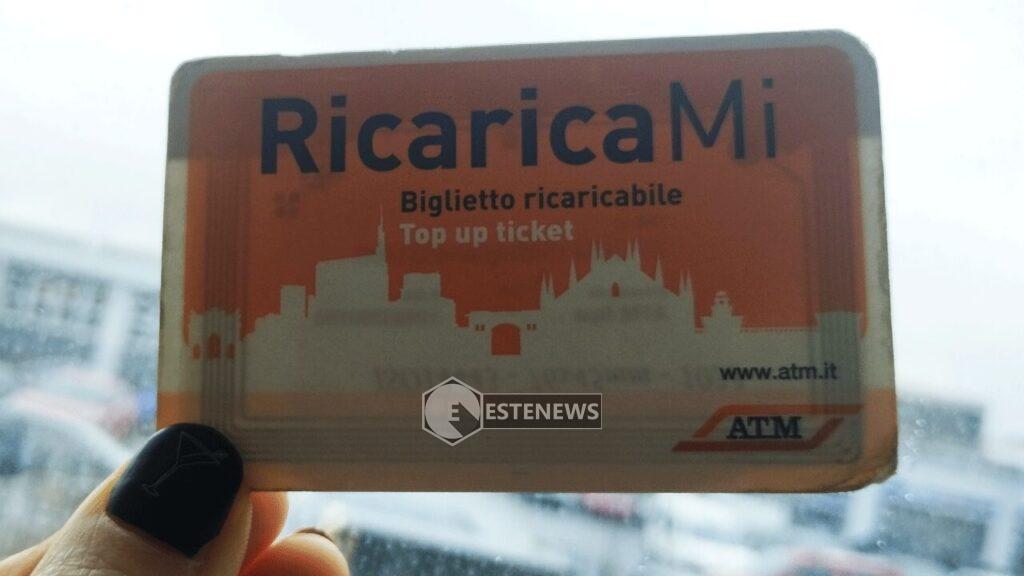 RicaricaMi
Biglietto ricaricabile
Top up ticket
www.atm.it
ESTENEWS
ATM